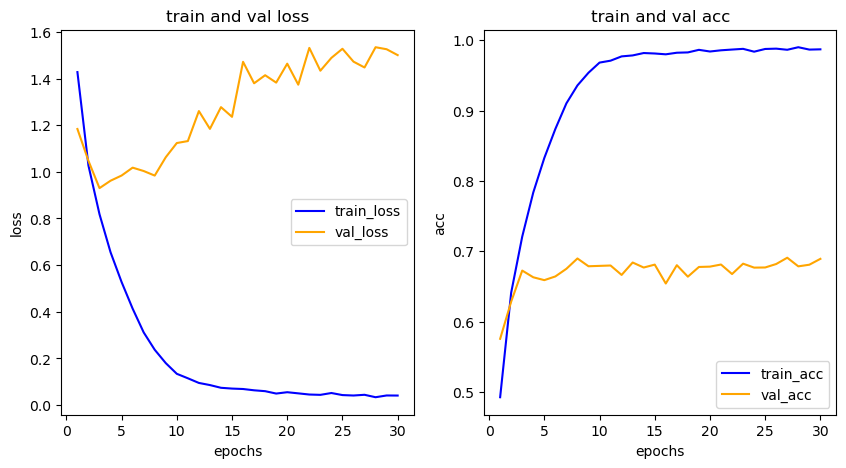 train and val loss
1.6
1.4
1.2
1.0
0.8
0.6
0.4
0.2
0.0
loss
train_loss
val_loss
0 5 10 15 20 25 30
epochs
train and val acc
1.0
0.9
0.8
0.7
0.6
0.5
acc
train_acc
val_acc
0 5 10 15 20 25 30
epochs